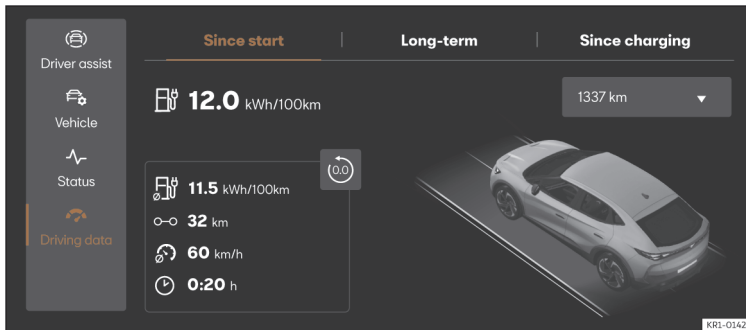 Driver assist
Vehicle
Status
Driving data
Since start
Long-term
Since charging
12.0 kWh/100km
1337 km
(0.0)
ø 11.5 kWh/100km
32 km
ø 60 km/h
0:20 h
KR1-0142